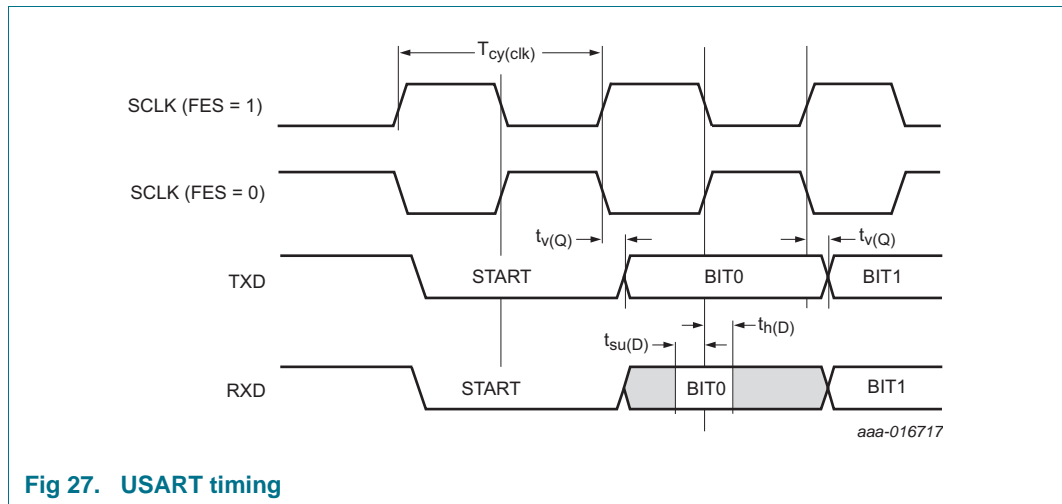 Tcy(clk)
SCLK (FES = 1)
SCLK (FES = 0)
tv(Q)
tv(Q)
TXD
START
BIT0
BIT1
th(D)
tsu(D)
RXD
START
BIT0
BIT1
aaa-016717
Fig 27. USART timing